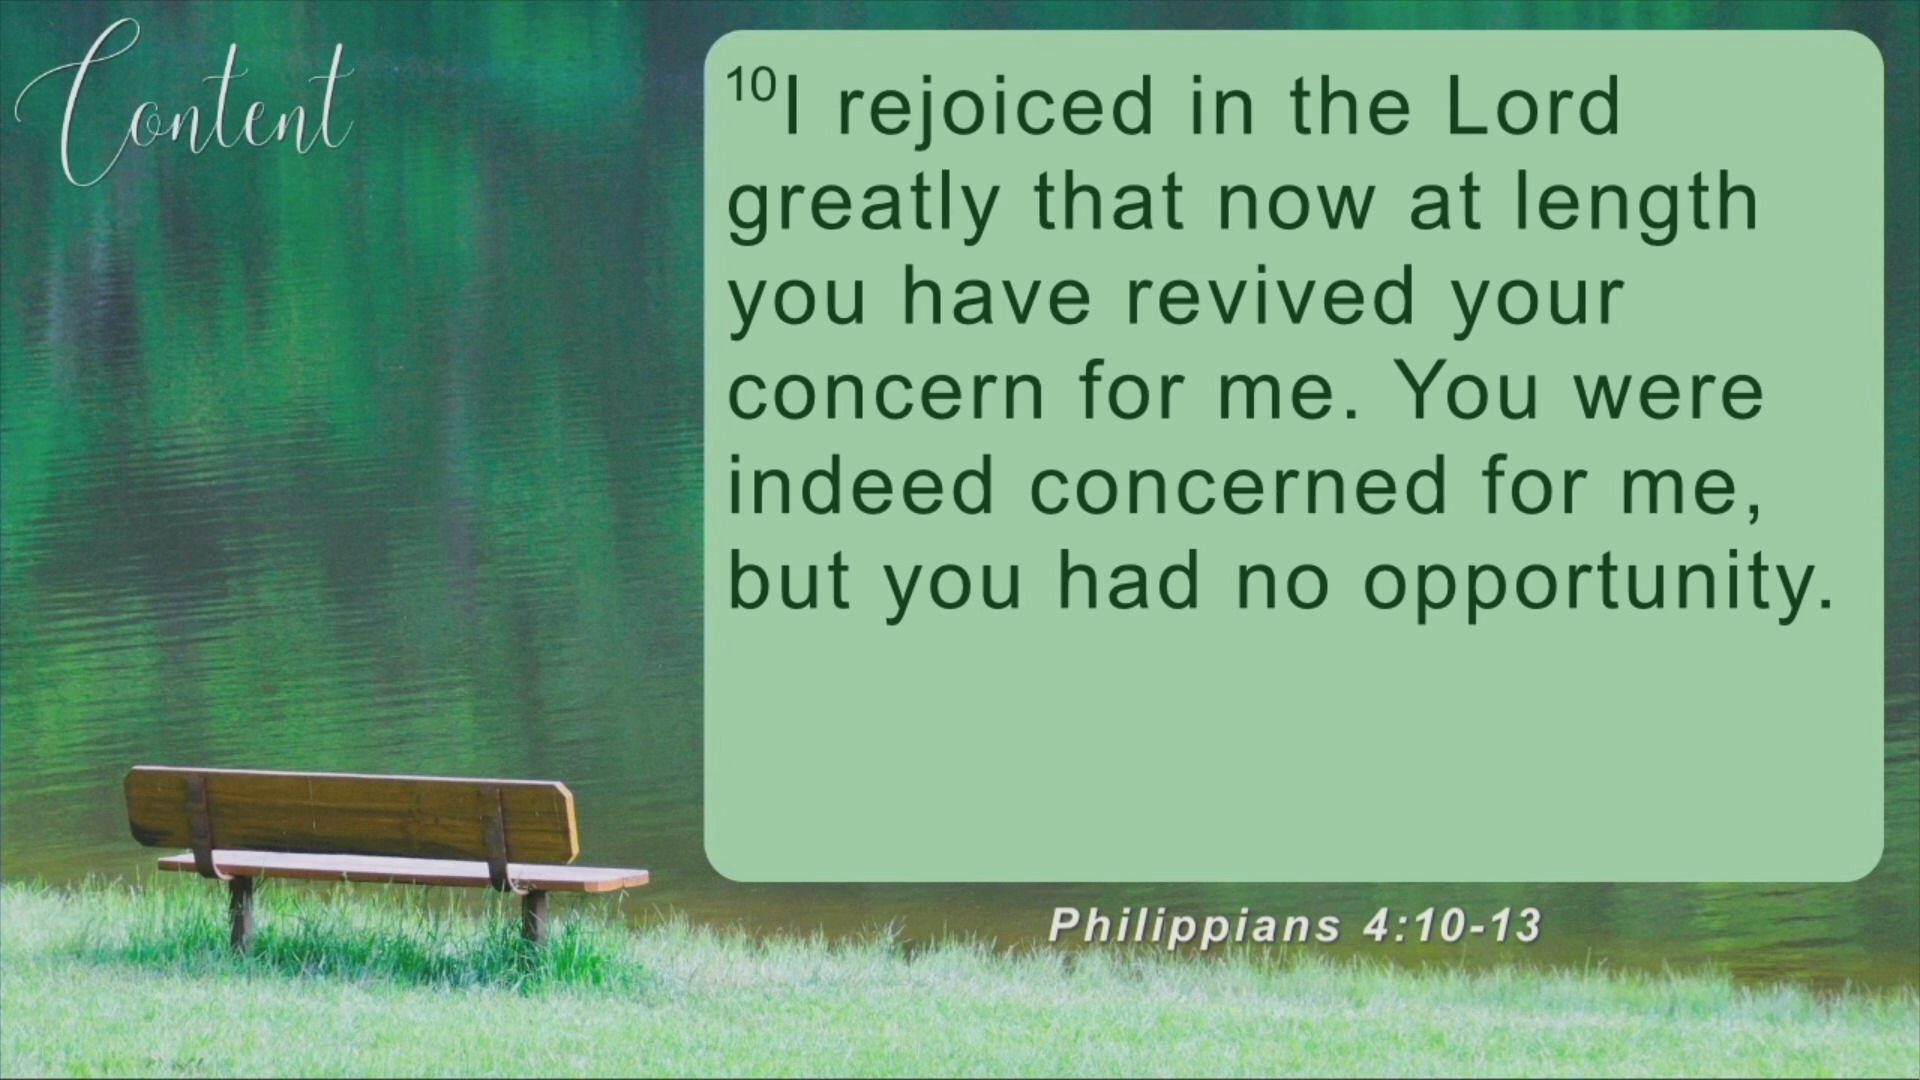 Content
¹⁰I rejoiced in the Lord
greatly that now at length
you have revived your
concern for me. You were
indeed concerned for me,
but you had no opportunity.
Philippians 4:10-13